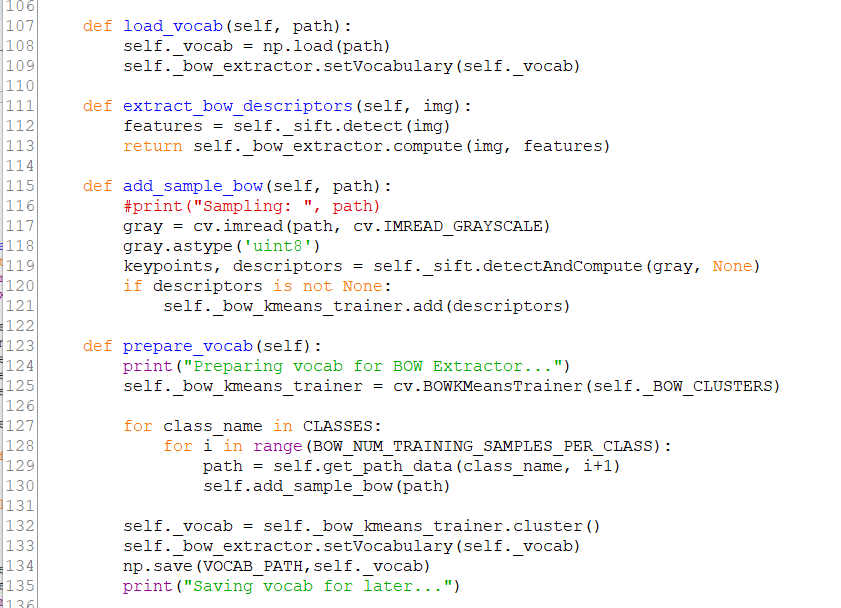 106
107     def load_vocab(self, path):
108         self._vocab = np.load(path)
109         self._bow_extractor.setVocabulary(self._vocab)
110
111     def extract_bow_descriptors(self, img):
112         features = self._sift.detect(img)
113         return self._bow_extractor.compute(img, features)
114
115     def add_sample_bow(self, path):
116         #print("Sampling: ", path)
117         gray = cv.imread(path, cv.IMREAD_GRAYSCALE)
118         gray.astype('uint8')
119         keypoints, descriptors = self._sift.detectAndCompute(gray, None)
120         if descriptors is not None:
121             self._bow_kmeans_trainer.add(descriptors)
122
123     def prepare_vocab(self):
124         print("Preparing vocab for BOW Extractor...")
125         self._bow_kmeans_trainer = cv.BOWKMeansTrainer(self._BOW_CLUSTERS)
126
127         for class_name in CLASSES:
128             for i in range(BOW_NUM_TRAINING_SAMPLES_PER_CLASS):
129                 path = self.get_path_data(class_name, i+1)
130                 self.add_sample_bow(path)
131
132         self._vocab = self._bow_kmeans_trainer.cluster()
133         self._bow_extractor.setVocabulary(self._vocab)
134         np.save(VOCAB_PATH,self._vocab)
135         print("Saving vocab for later...")
136